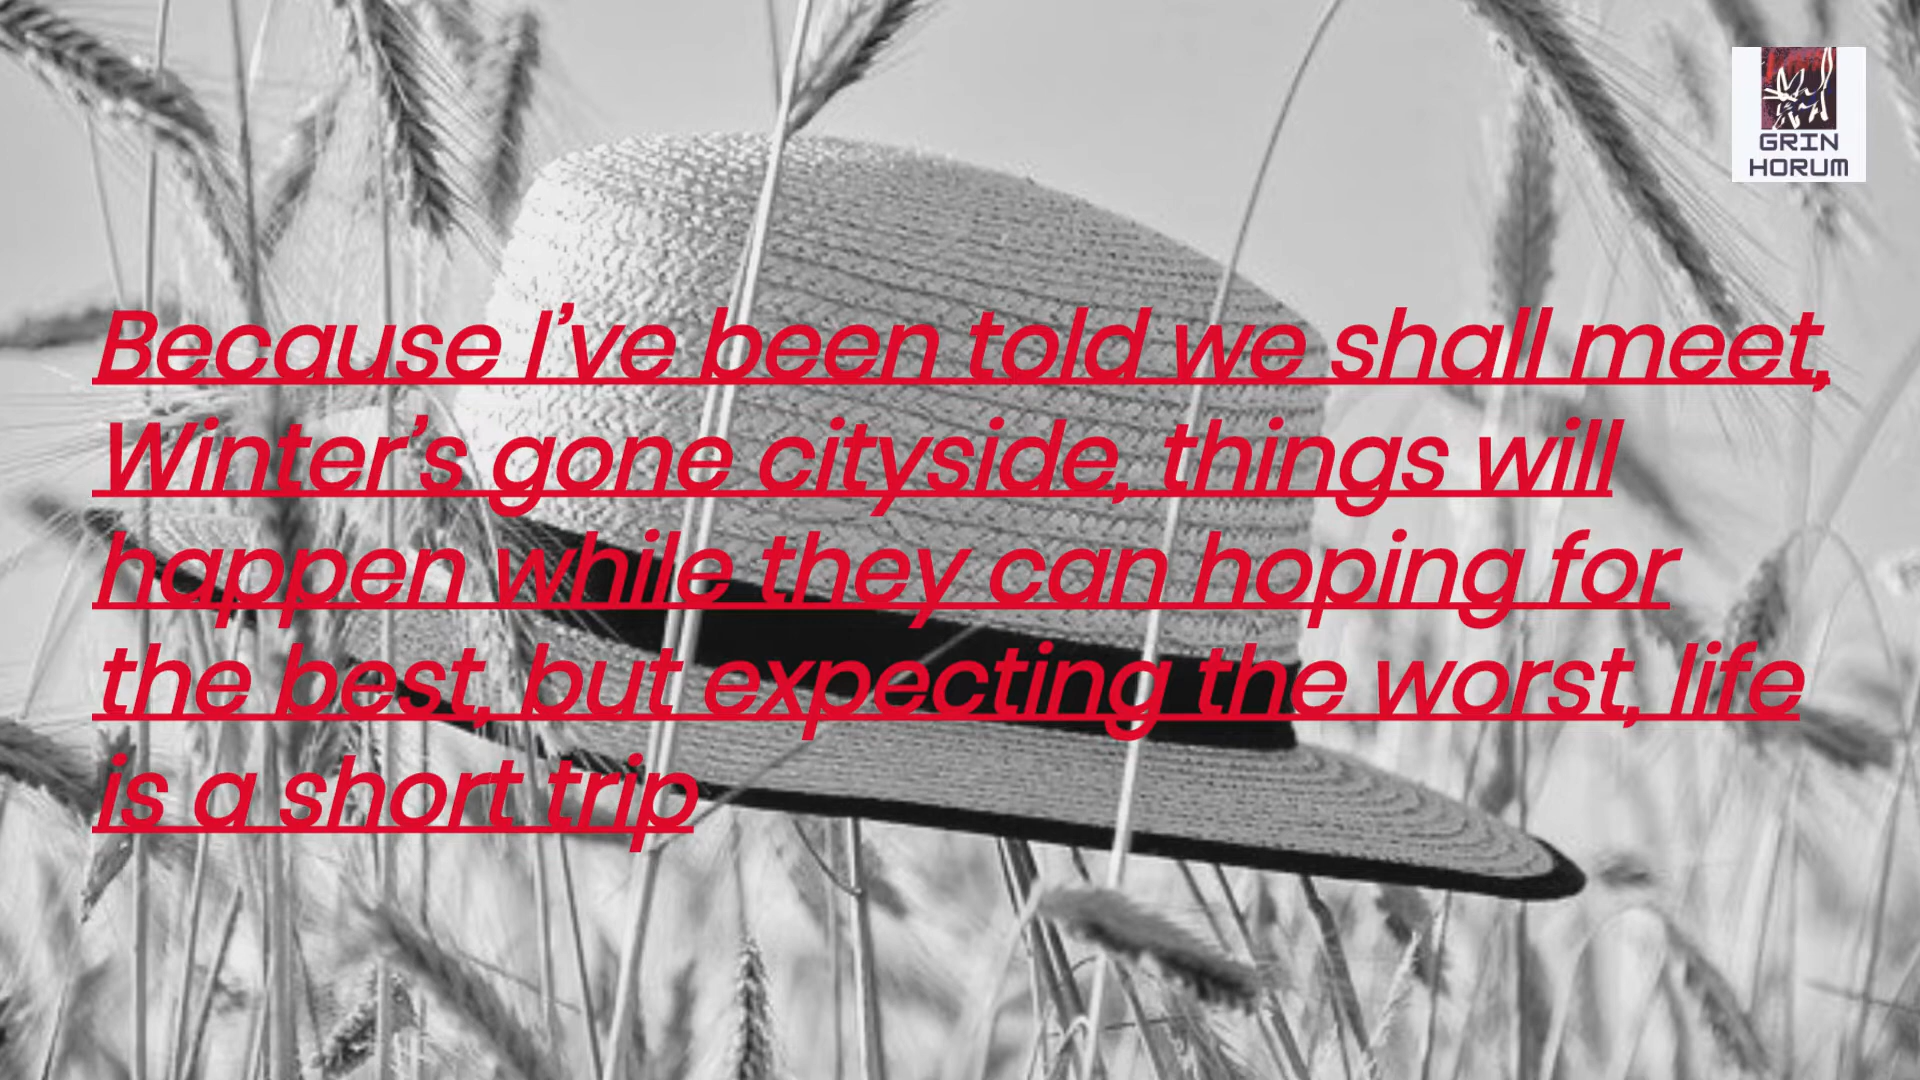 GRIN
HORUM
Because I’ve been told we shall meet,
Winter’s gone cityside, things will
happen while they can hoping for
the best, but expecting the worst, life
is a short trip